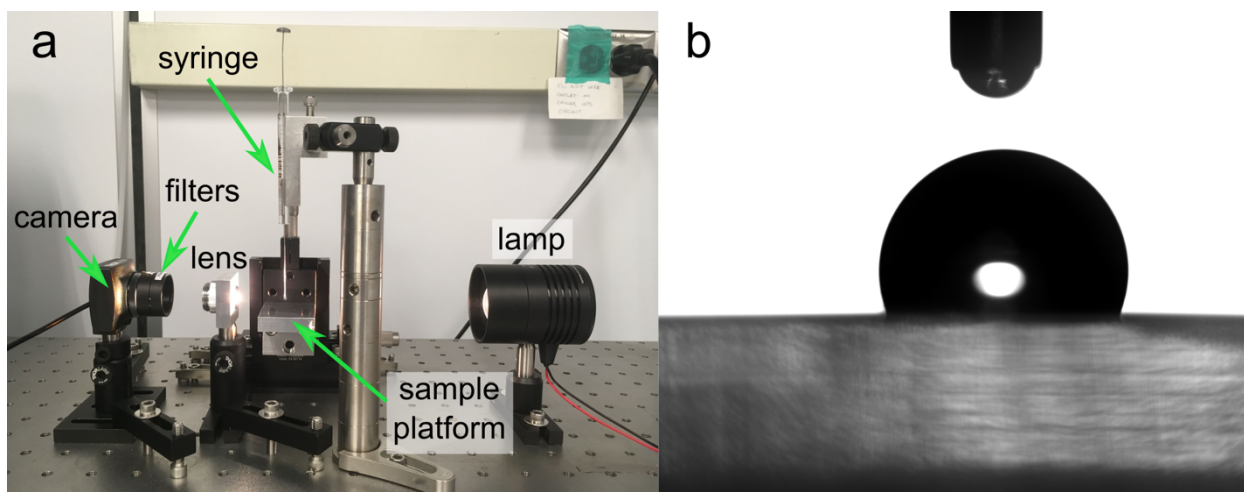 a
syringe
filters
camera
lens
lamp
sample
platform
b